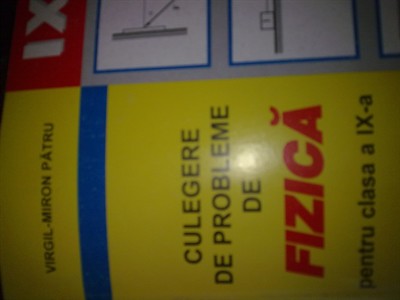 VIRGIL-MIRON PĂTRU
CULEGERE
DE PROBLEME
DE
FIZICĂ
pentru clasa a IX-a
IX